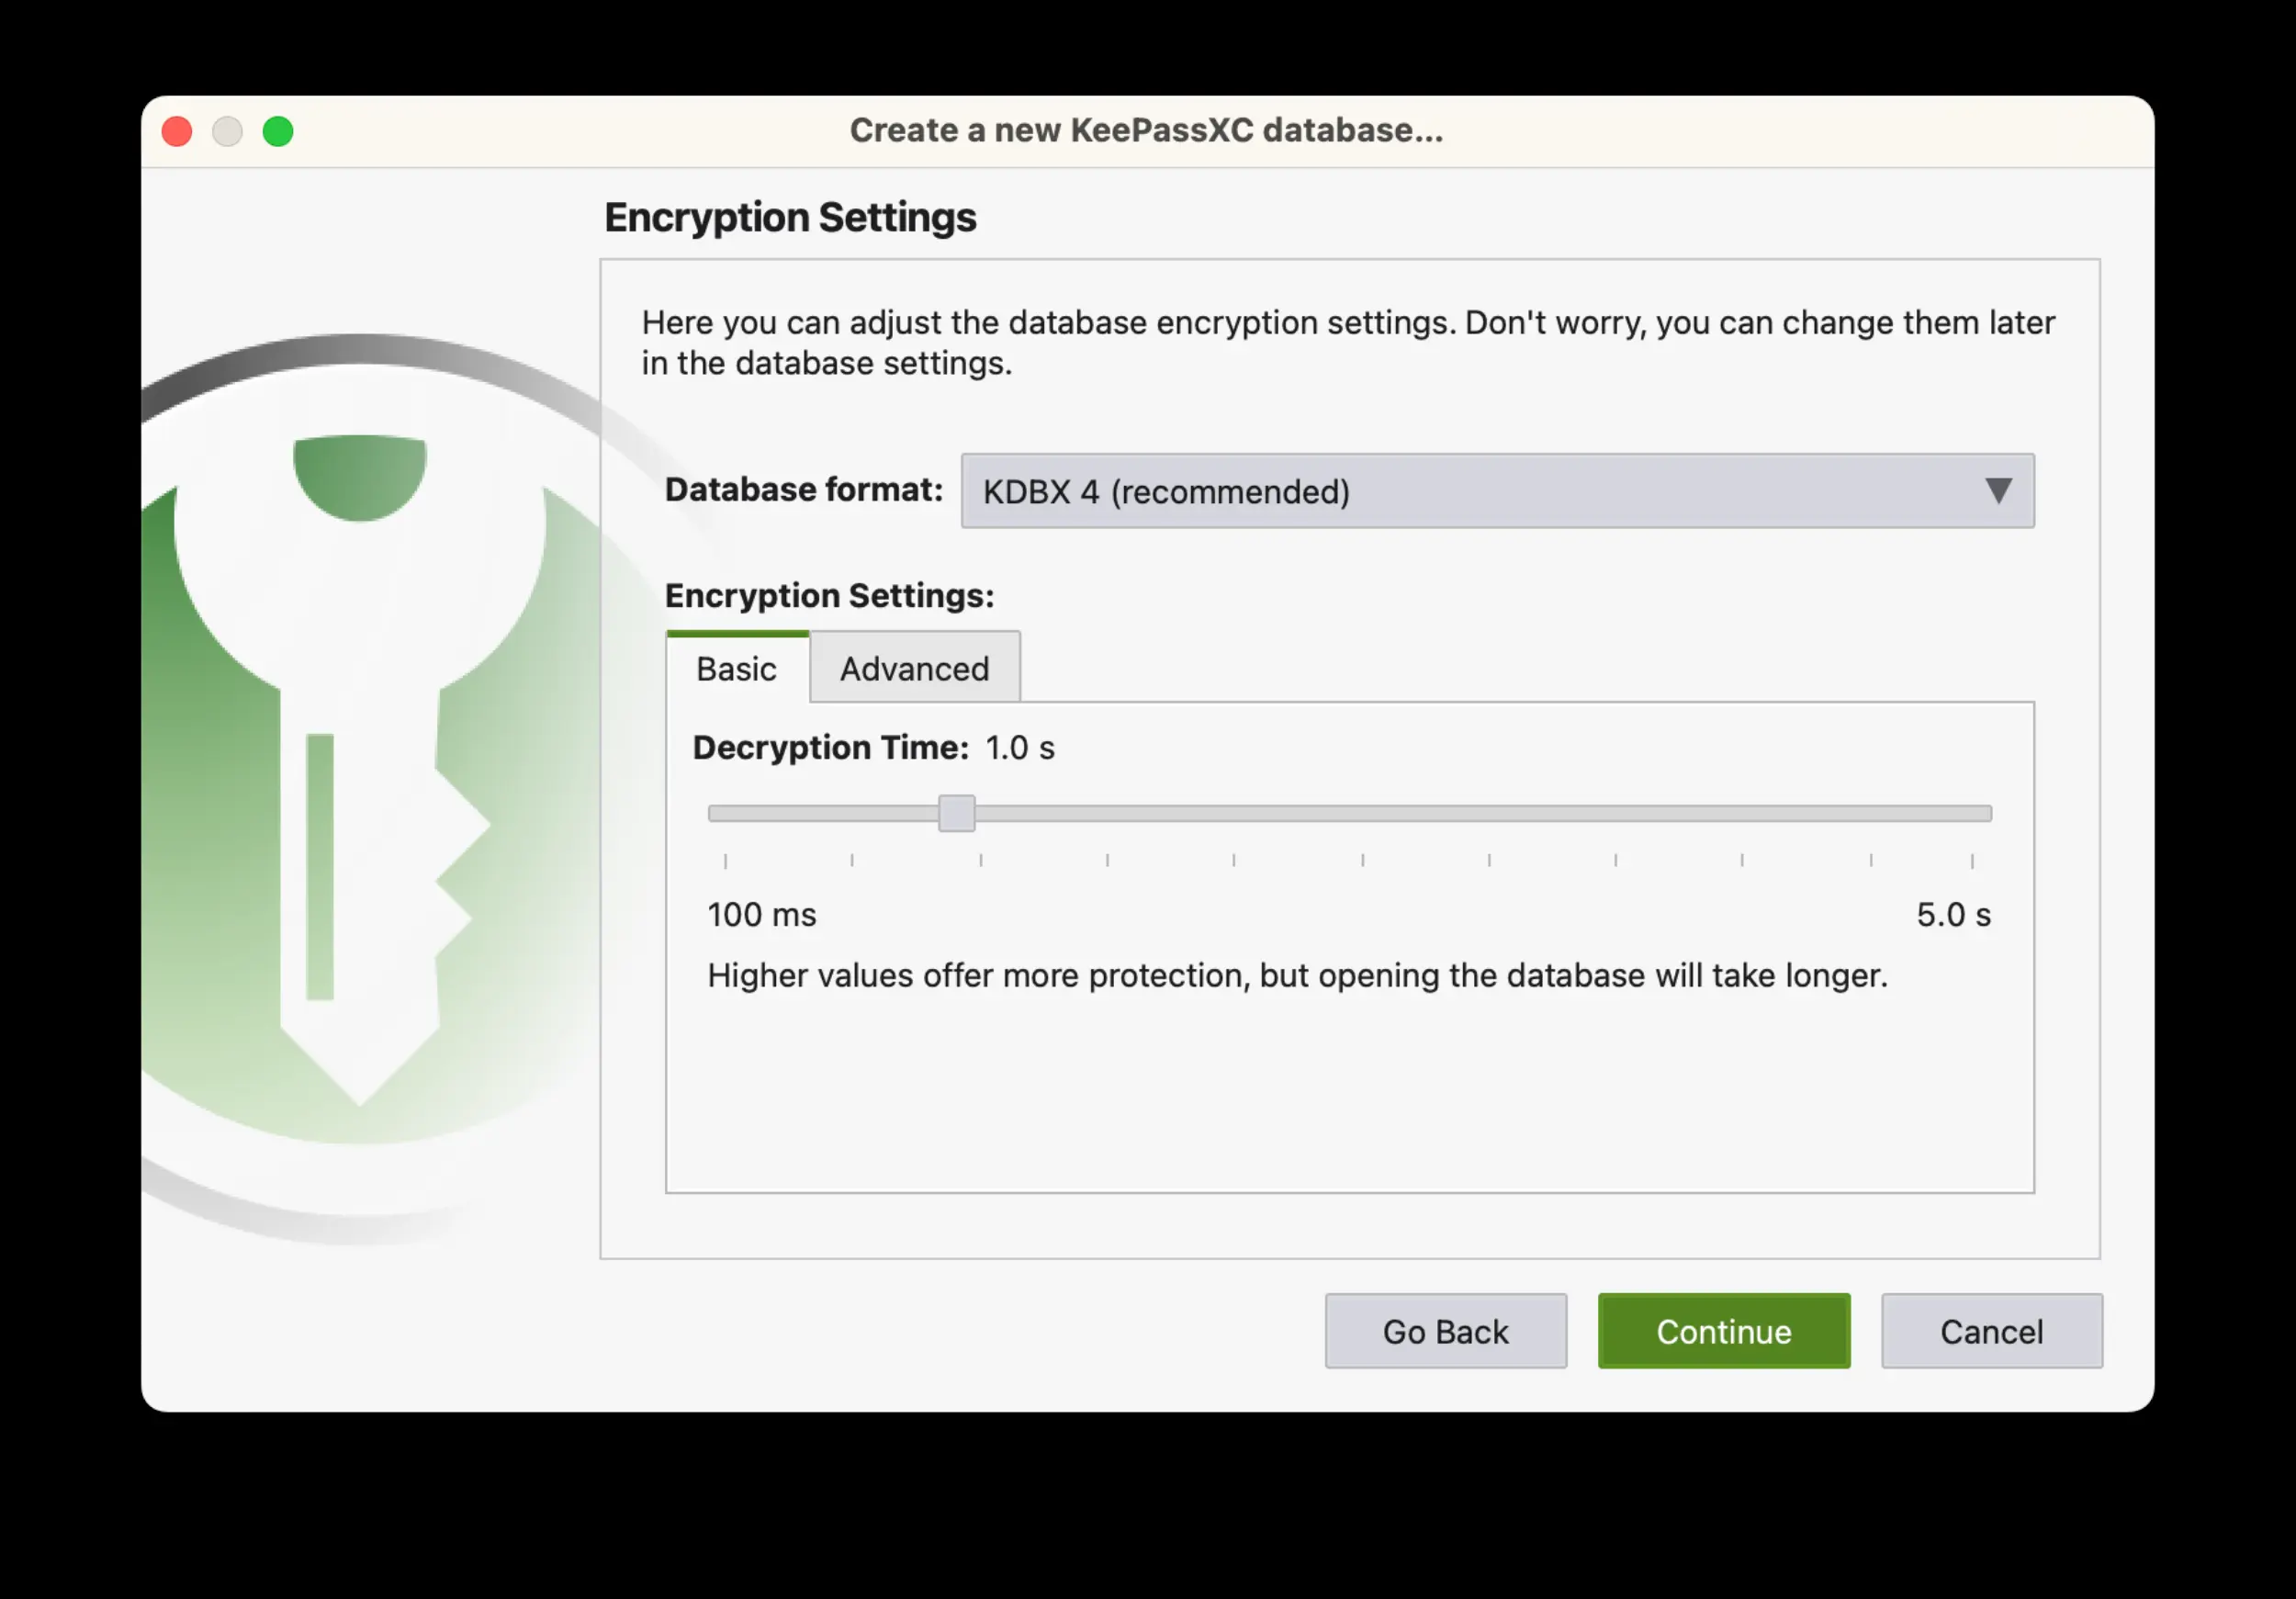 Create a new KeePassXC database...
Encryption Settings
Here you can adjust the database encryption settings. Don't worry, you can change them later
in the database settings.
Database format: KDBX 4 (recommended)
Encryption Settings:
Basic Advanced
Decryption Time: 1.0 s
100 ms 5.0 s
Higher values offer more protection, but opening the database will take longer.
Go Back Continue Cancel